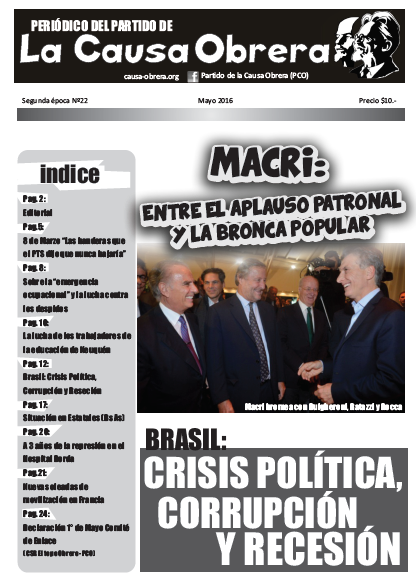 PERIÓDICO DEL PARTIDO DE
La Causa Obrera
causa-obrera.org
f Partido de la Causa Obrera (PCO)
Segunda época Nº22
Mayo 2016
Precio $10.-
indice
Pag. 2:
Editorial
Pag.5:
8 de Marzo "Las banderas que
el PTS dijo que nunca bajaría"
Pag. 8:
Sobre la "emergencia
ocupacional" y la lucha contra
los despidos
Pag. 10:
La lucha de los trabajadores de
la educación de Neuquén
Pag. 12:
Brasil: Crisis Política,
Corrupción y Reseción
Pag. 17:
Situación en Estatales (Bs As)
Pag. 20:
A 3 años de la represión en el
Hospital Borda
Pag.21:
Nuevas oleadas de
movilización en Francia
Pag. 24:
Declaración 1° de Mayo Comité
de Enlace
(CSR El topo Obrero-PCO)
MACRI:
ENTRE EL APLAUSO PATRONAL
Y LA BRONCA POPULAR
Macri bromea con Bulgheroni, Ratazzi y Rocca
BRASIL:
CRISIS POLÍTICA,
CORRUPCIÓN
Y RECESIÓN